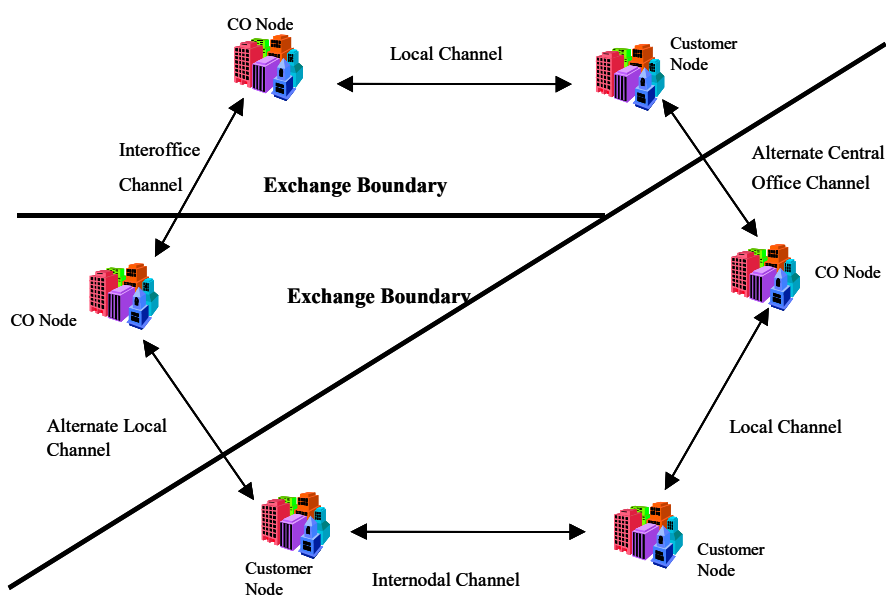 CO Node
Local Channel
Customer
Node
Interoffice
Channel
Alternate Central
Office Channel
Exchange Boundary
CO Node
Exchange Boundary
CO Node
Alternate Local
Channel
Local Channel
Customer
Node
Internodal Channel
Customer
Node